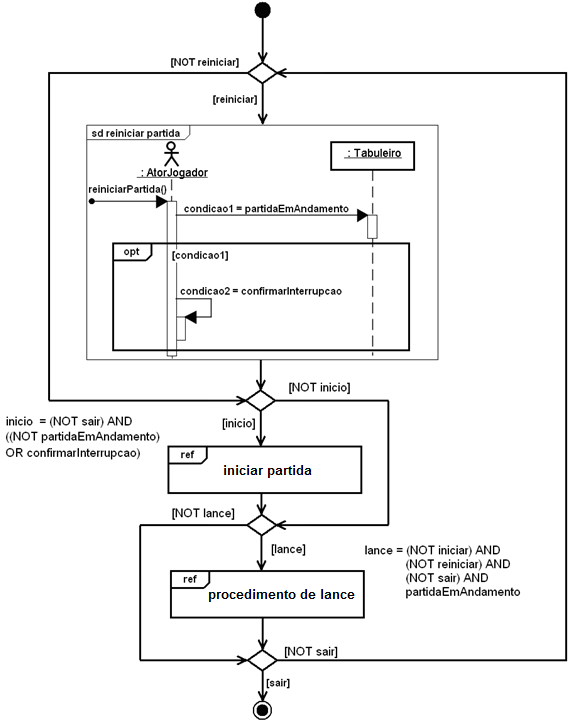 [NOT reiniciar]
[reiniciar]
sd reiniciar partida
: AtorJogador
: Tabuleiro
reiniciarPartida()
condicao1 = partidaEmAndamento
opt
[condicao1]
condicao2 = confirmarInterrupcao
[NOT inicio]
inicio = (NOT sair) AND
((NOT partidaEmAndamento)
OR confirmarInterrupcao)
[inicio]
ref
iniciar partida
[NOT lance]
[lance]
lance = (NOT iniciar) AND
(NOT reiniciar) AND
(NOT sair) AND
partidaEmAndamento
ref
procedimento de lance
[NOT sair]
[sair]